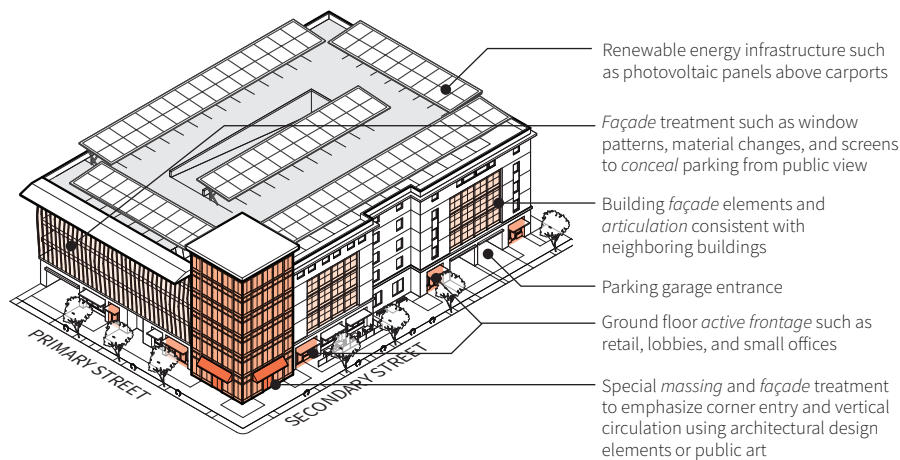 Renewable energy infrastructure such
as photovoltaic panels above carports
Façade treatment such as window
patterns, material changes, and screens
to conceal parking from public view
Building façade elements and
articulation consistent with
neighboring buildings
Parking garage entrance
Ground floor active frontage such as
retail, lobbies, and small offices
Special massing and façade treatment
to emphasize corner entry and vertical
circulation using architectural design
elements or public art
PRIMARY STREET
SECONDARY STREET